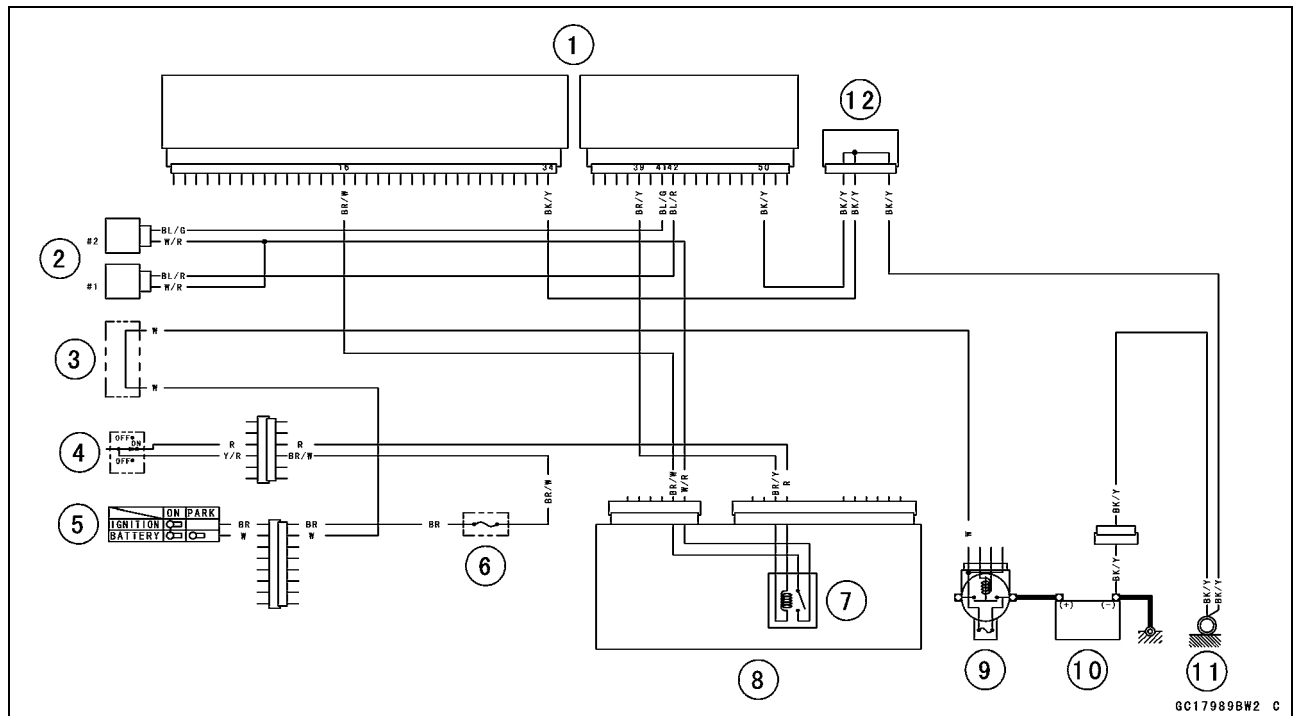 1
12
16
34
39
41 42
50
BR/W
BK/Y
BR/Y
BL/G
BL/R
BK/Y
BK/Y
BK/Y
BK/Y
2
#2
BL/G
W/R
#1
BL/R
W/R
3
W
W
4
OFF
ON
OFF
R
Y/R
R
BR/W
BR/W
BR/W
W/R
BR/Y
R
5
ON PARK
IGNITION
BATTERY
BR
W
BR
W
BR
6
7
8
W
9
(+)
(-)
10
BK/Y
BK/Y
BK/Y
BK/Y
11
GC17989BW2 C